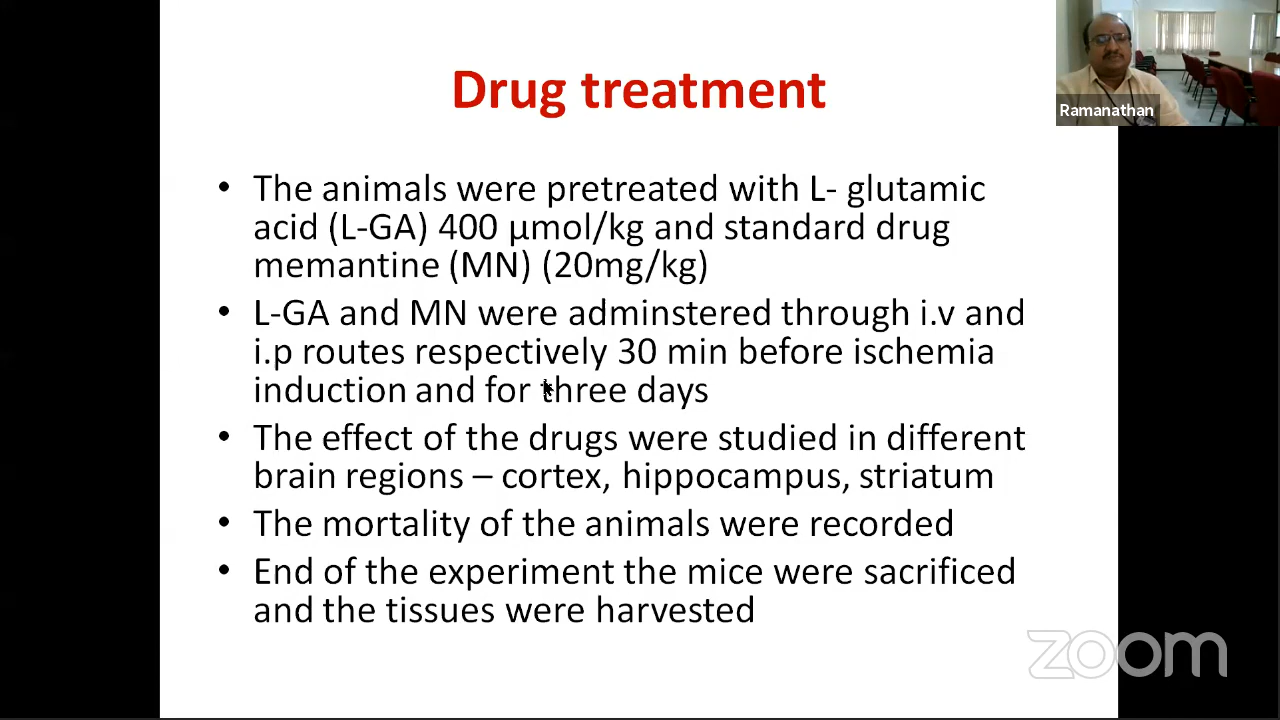 Drug treatment
Ramanathan
• The animals were pretreated with L- glutamic
acid (L-GA) 400 µmol/kg and standard drug
memantine (MN) (20mg/kg)
• L-GA and MN were adminstered through i.v and
i.p routes respectively 30 min before ischemia
induction and for three days
• The effect of the drugs were studied in different
brain regions – cortex, hippocampus, striatum
• The mortality of the animals were recorded
• End of the experiment the mice were sacrificed
and the tissues were harvested
zoom